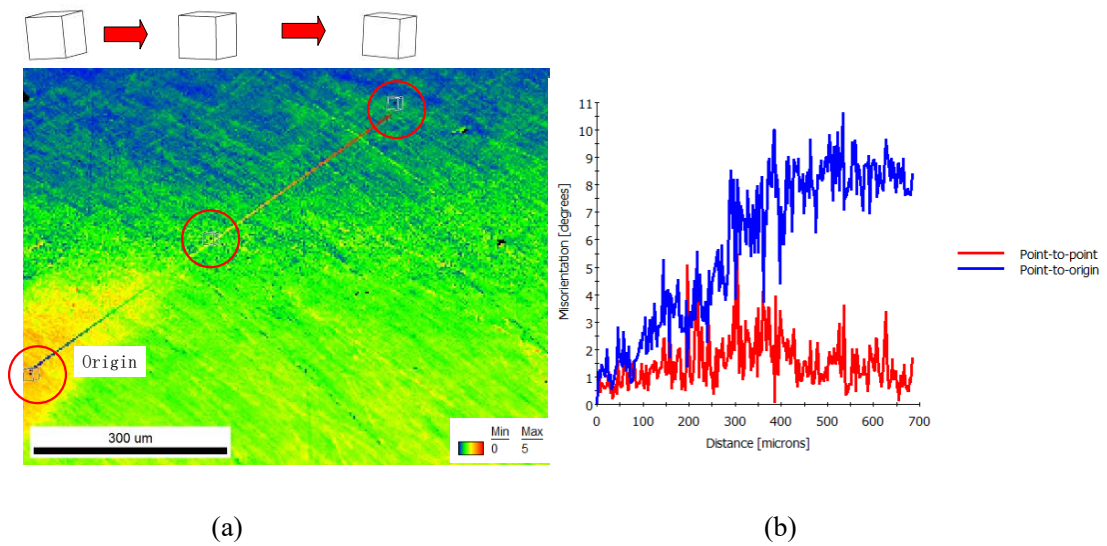 Origin
300 um
Min Max
0 5
11
10
9
8
7
6
5
4
3
2
1
0
Misorientation [degrees]
0 100 200 300 400 500 600 700
Distance [microns]
Point-to-point
Point-to-origin
(a)
(b)